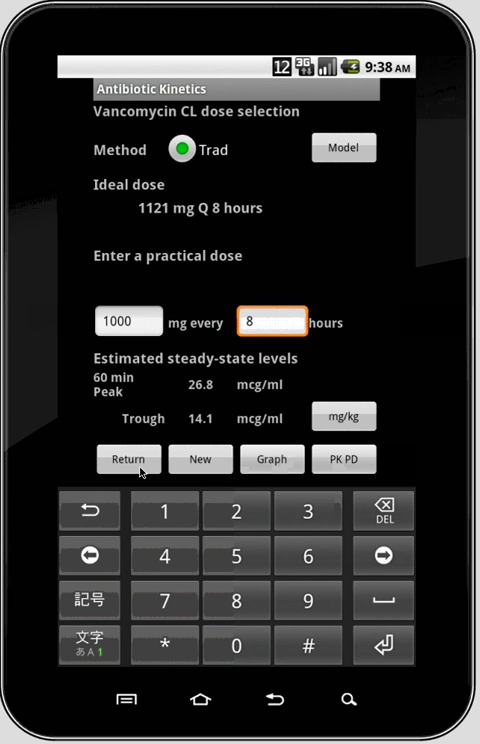 12 3G 9:38 AM
Antibiotic Kinetics
Vancomycin CL dose selection
Method Trad Model
Ideal dose
1121 mg Q 8 hours
Enter a practical dose
1000 mg every 8 hours
Estimated steady-state levels
60 min
Peak 26.8 mcg/ml
Trough 14.1 mcg/ml mg/kg
Return New Graph PK PD
1 2 3 DEL
4 5 6
記号 7 8 9
文字
あ A 1 * 0 #